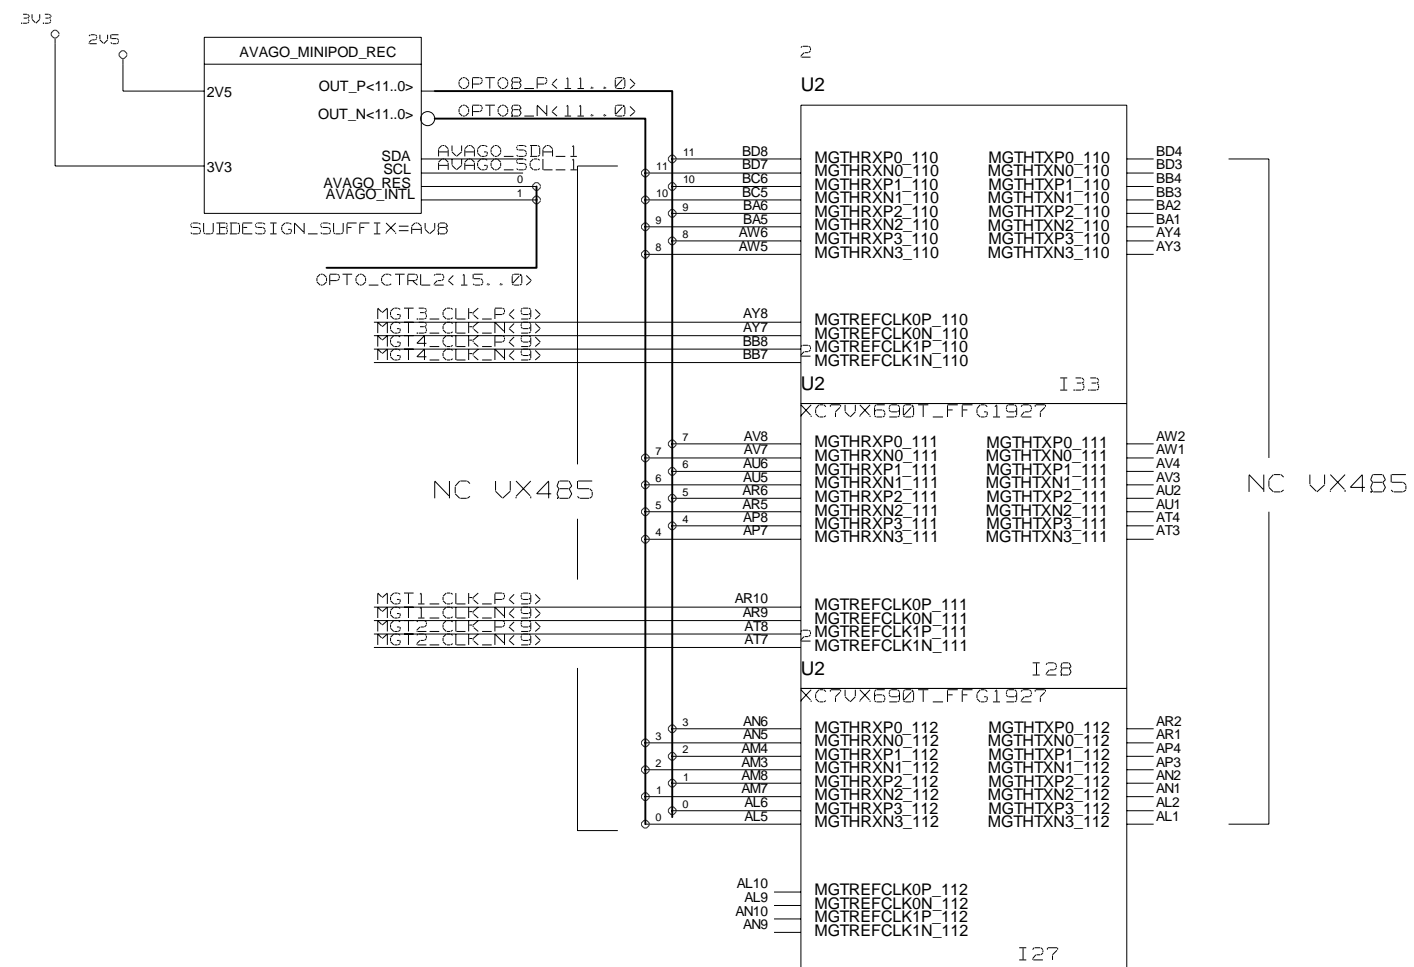 3V3
2V5
AVAGO_MINIPOD_REC
2V5
OUT_P<11..0>
OPTO8_P<11..0>
OUT_N<11..0>
OPTO8_N<11..0>
3V3
SDA
AVAGO_SDA_1
SCL
AVAGO_SCL_1
AVAGO_RES
0
AVAGO_INTL
1
SUBDESIGN_SUFFIX=AV8
OPTO_CTRL2<15..0>
2
U2
11 BD8 MGTHRXP0_110 MGTHTXP0_110 BD4
11 BD7 MGTHRXN0_110 MGTHTXN0_110 BD3
10 BC6 MGTHRXP1_110 MGTHTXP1_110 BB4
10 BC5 MGTHRXN1_110 MGTHTXN1_110 BB3
9 BA6 MGTHRXP2_110 MGTHTXP2_110 BA2
9 BA5 MGTHRXN2_110 MGTHTXN2_110 BA1
8 AW6 MGTHRXP3_110 MGTHTXP3_110 AY4
8 AW5 MGTHRXN3_110 MGTHTXN3_110 AY3
MGT3_CLK_P<9> AY8 MGTREFCLK0P_110
MGT3_CLK_N<9> AY7 MGTREFCLK0N_110
MGT4_CLK_P<9> BB8 MGTREFCLK1P_110
MGT4_CLK_N<9> BB7 MGTREFCLK1N_110
2
U2
I33
XC7VX690T_FFG1927
7 AV8 MGTHRXP0_111 MGTHTXP0_111 AW2
7 AV7 MGTHRXN0_111 MGTHTXN0_111 AW1
6 AU6 MGTHRXP1_111 MGTHTXP1_111 AV4
6 AU5 MGTHRXN1_111 MGTHTXN1_111 AV3
5 AR6 MGTHRXP2_111 MGTHTXP2_111 AU2
5 AR5 MGTHRXN2_111 MGTHTXN2_111 AU1
4 AP8 MGTHRXP3_111 MGTHTXP3_111 AT4
4 AP7 MGTHRXN3_111 MGTHTXN3_111 AT3
NC VX485
NC VX485
MGT1_CLK_P<9> AR10 MGTREFCLK0P_111
MGT1_CLK_N<9> AR9 MGTREFCLK0N_111
MGT2_CLK_P<9> AT8 MGTREFCLK1P_111
MGT2_CLK_N<9> AT7 MGTREFCLK1N_111
2
U2
I28
XC7VX690T_FFG1927
3 AN6 MGTHRXP0_112 MGTHTXP0_112 AR2
3 AN5 MGTHRXN0_112 MGTHTXN0_112 AR1
2 AM4 MGTHRXP1_112 MGTHTXP1_112 AP4
2 AM3 MGTHRXN1_112 MGTHTXN1_112 AP3
1 AM8 MGTHRXP2_112 MGTHTXP2_112 AN2
1 AM7 MGTHRXN2_112 MGTHTXN2_112 AN1
0 AL6 MGTHRXP3_112 MGTHTXP3_112 AL2
0 AL5 MGTHRXN3_112 MGTHTXN3_112 AL1
AL10 MGTREFCLK0P_112
AL9 MGTREFCLK0N_112
AN10 MGTREFCLK1P_112
AN9 MGTREFCLK1N_112
I27